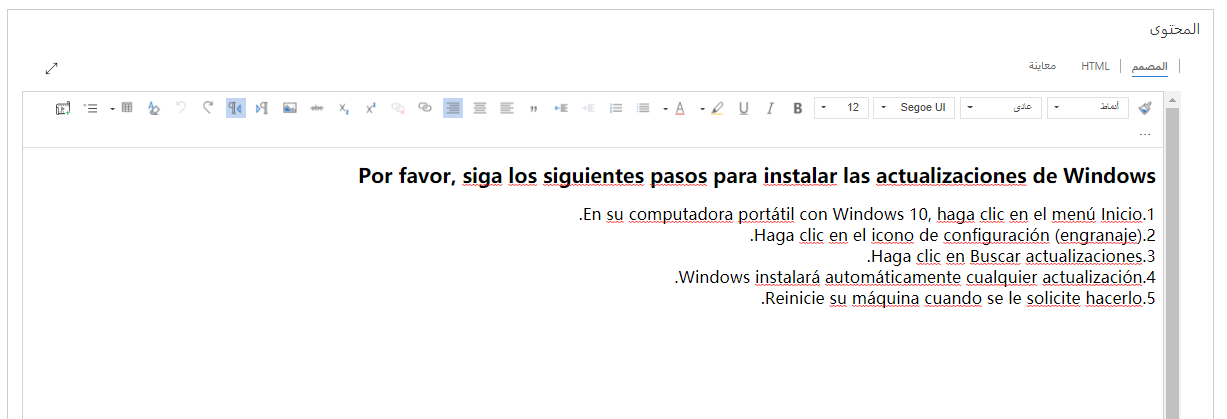 المحتوى
المصمم
HTML
معاينة
أنماط
عادي
Segoe UI
12
B I U A
Por favor, siga los siguientes pasos para instalar las actualizaciones de Windows
.En su computadora portátil con Windows 10, haga clic en el menú Inicio.1
.Haga clic en el icono de configuración (engranaje).2
.Haga clic en Buscar actualizaciones.3
.Windows instalará automáticamente cualquier actualización.4
.Reinicie su máquina cuando se le solicite hacerlo.5